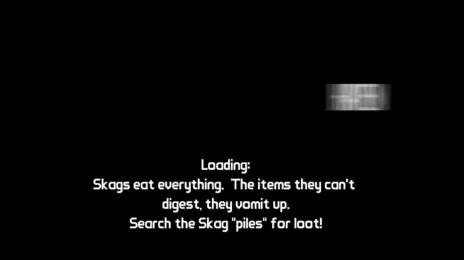 Loading:
Skags eat everything. The items they can't
digest, they vomit up.
Search the Skag "piles" for loot!